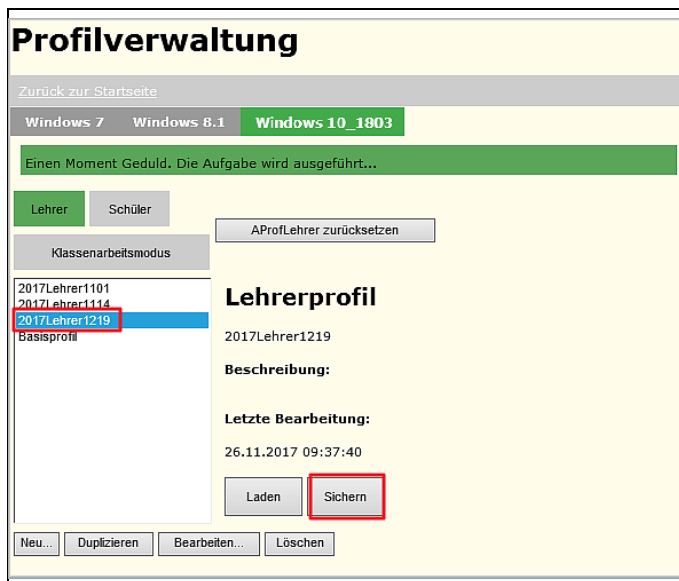 Profilverwaltung
Zurück zur Startseite
Windows 7 Windows 8.1 Windows 10_1803
Einen Moment Geduld. Die Aufgabe wird ausgeführt...
Lehrer Schüler
AProfLehrer zurücksetzen
Klassenarbeitsmodus
2017Lehrer1101
2017Lehrer1114
2017Lehrer1219
Basisprofil
Lehrerprofil
2017Lehrer1219
Beschreibung:
Letzte Bearbeitung:
26.11.2017 09:37:40
Laden Sichern
Neu... Duplizieren Bearbeiten... Löschen